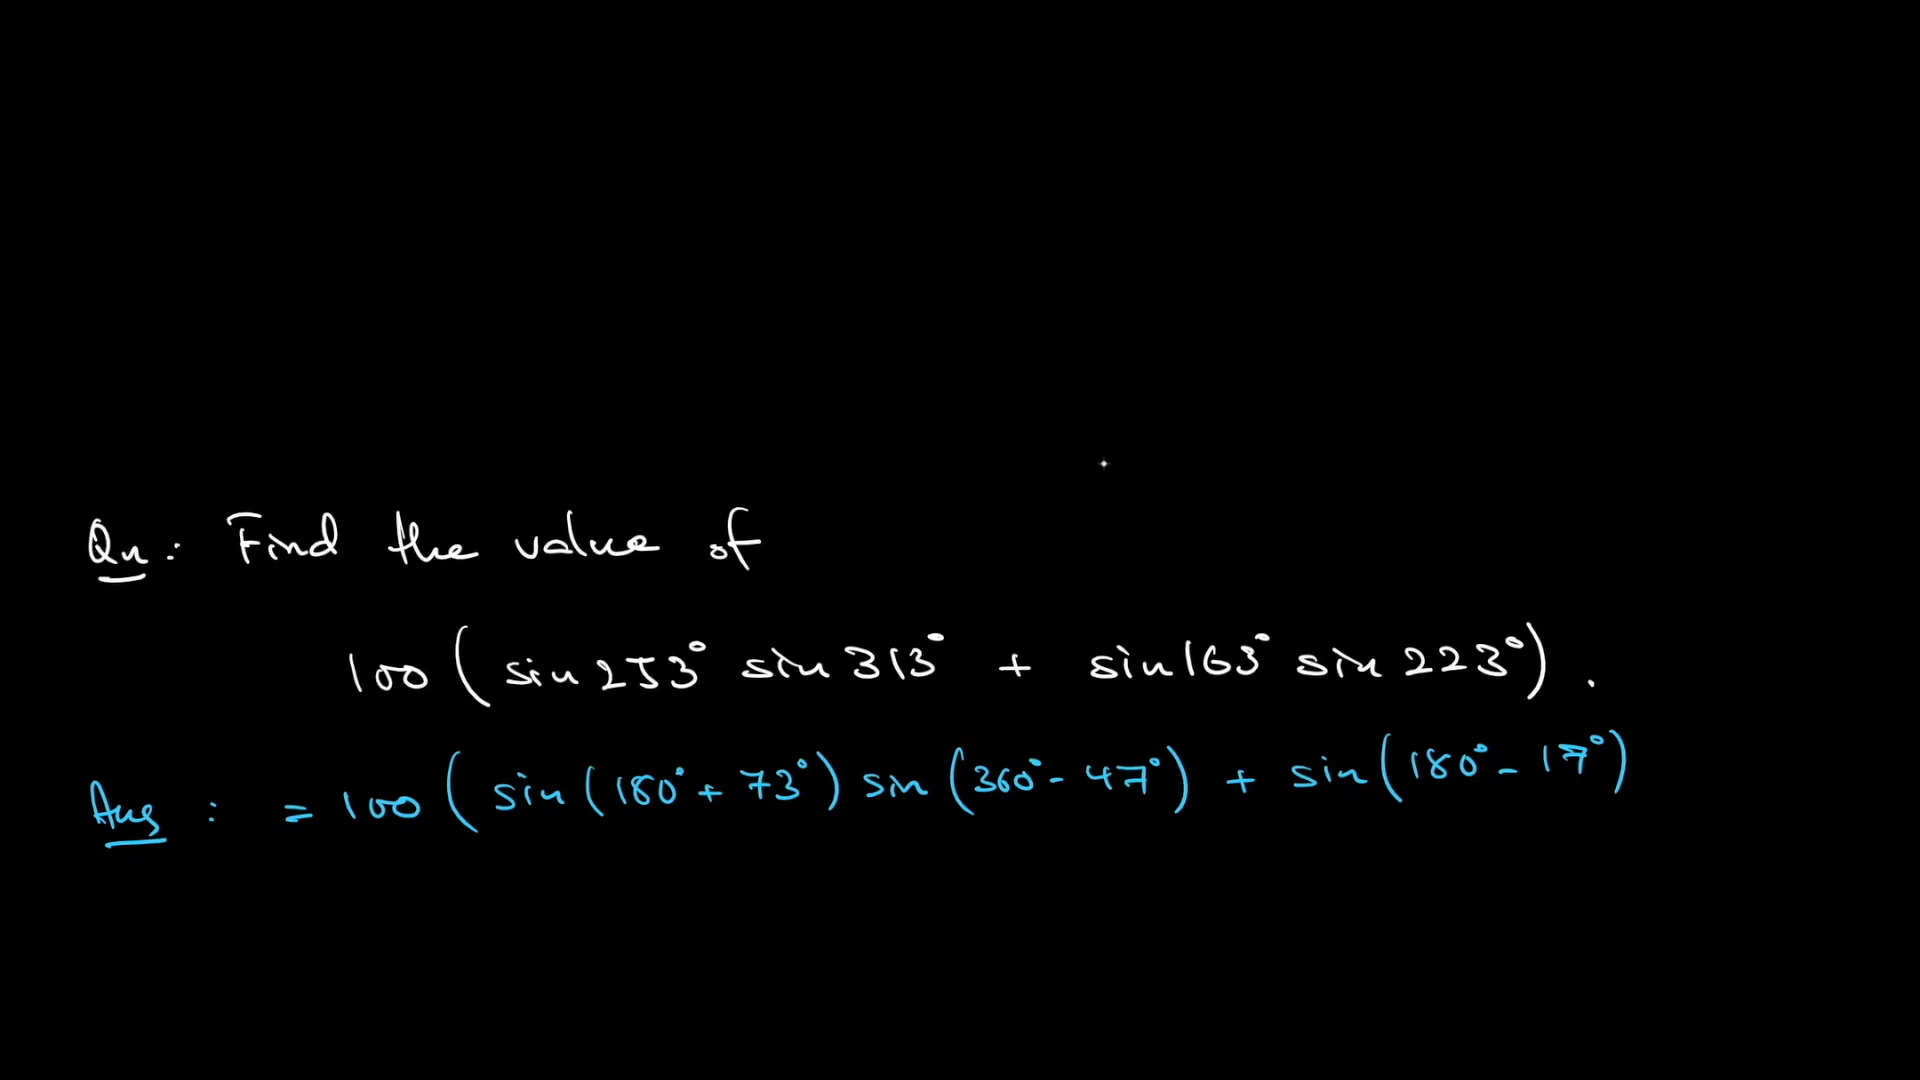 Qn: Find the value of
100 (sin 253° sin 313° + sin 163° sin 223°).
Ans : = 100 ( sin (180° + 73°) sin (360° - 47°) + sin (180° - 17°)